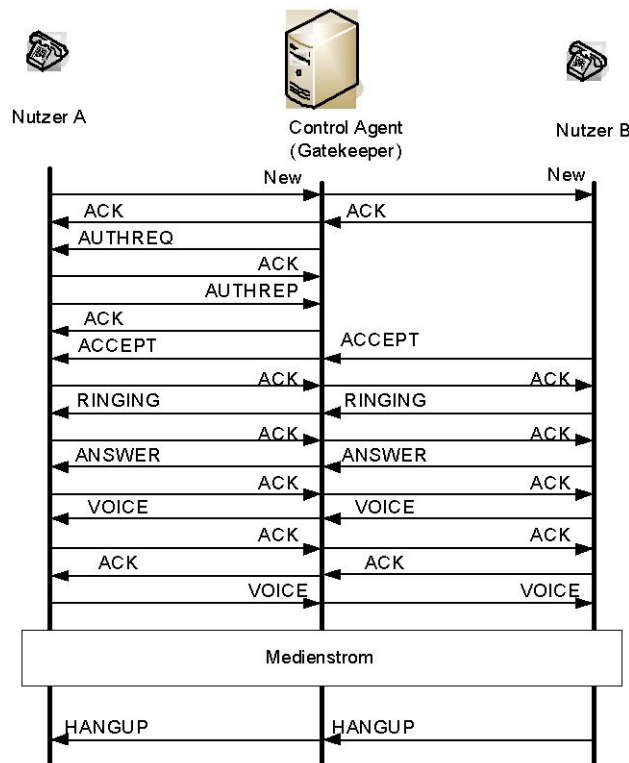 Nutzer A
Control Agent
(Gatekeeper)
Nutzer B
New
New
ACK
ACK
AUTHREQ
ACK
AUTHREP
ACK
ACCEPT
ACCEPT
ACK
ACK
RINGING
RINGING
ACK
ACK
ANSWER
ANSWER
ACK
ACK
VOICE
VOICE
ACK
ACK
ACK
ACK
VOICE
VOICE
Medienstrom
HANGUP
HANGUP